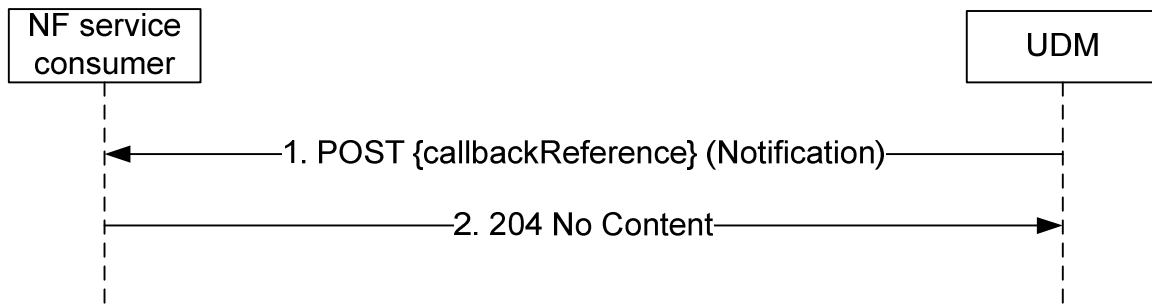 NF service
consumer
UDM
1. POST {callbackReference} (Notification)
2. 204 No Content